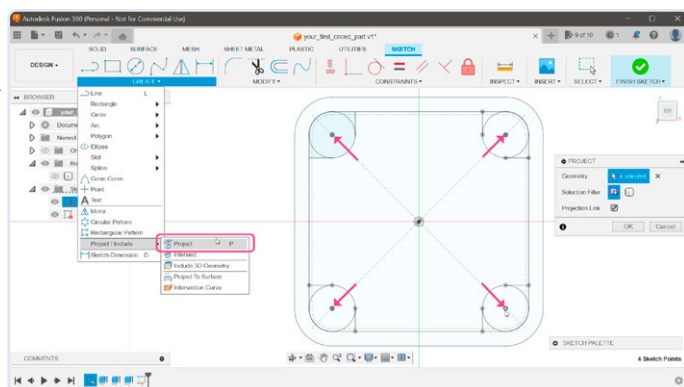 Autodesk Fusion 360 (Personal - Not for Commercial Use)
your_first_cnced_part v1*
9 of 10
1
SOLID SURFACE MESH SHEET METAL PLASTIC UTILITIES SKETCH
DESIGN
CREATE MODIFY CONSTRAINTS INSPECT INSERT SELECT FINISH SKETCH
BROWSER
Line L
Rectangle
Circle
Arc
Polygon
Ellipse
Slot
Spline
Conic Curve
Point
Text
Mirror
Circular Pattern
Rectangular Pattern
Project / Include
Sketch Dimension D
Project P
Intersect
Include 3D Geometry
Project To Surface
Intersection Curve
TOP
PROJECT
Geometry 4 selected
Selection Filter
Projection Link
OK Cancel
SKETCH PALETTE
COMMENTS
4 Sketch Points